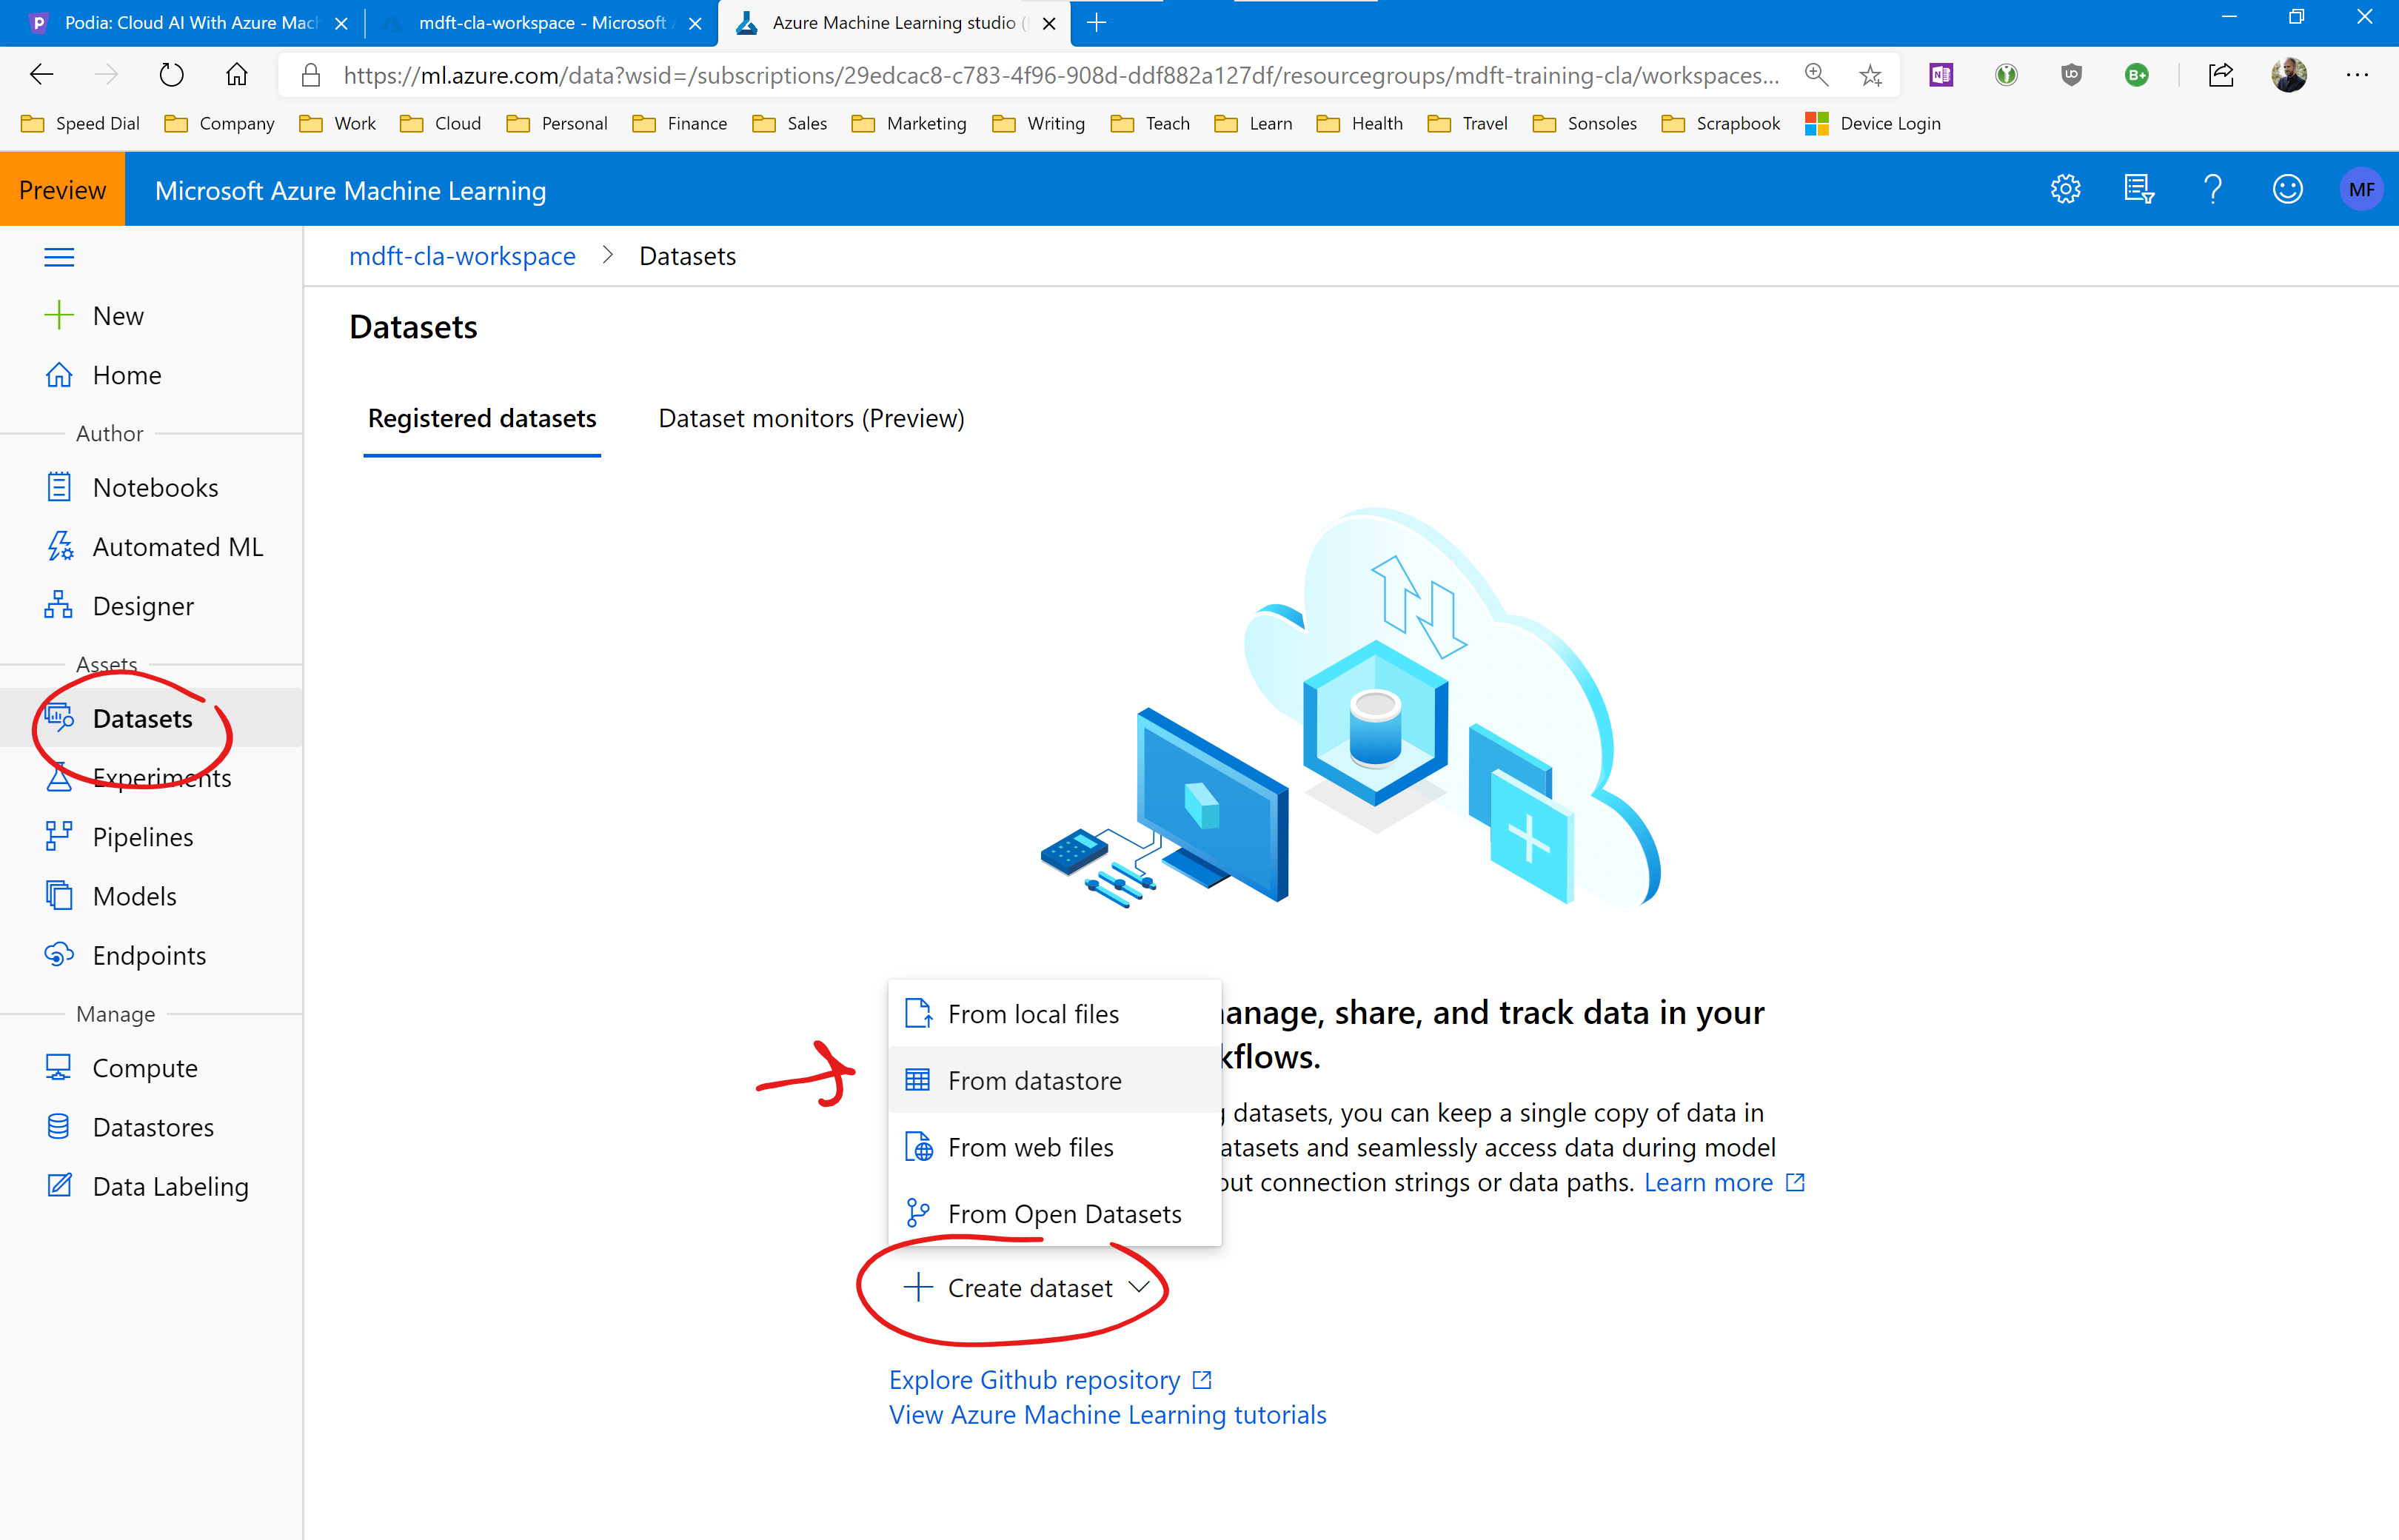 Podia: Cloud AI With Azure Mach
mdft-cla-workspace - Microsoft
Azure Machine Learning studio (
https://ml.azure.com/data?wsid=/subscriptions/29edcac8-c783-4f96-908d-ddf882a127df/resourcegroups/mdft-training-cla/workspaces...
Speed Dial Company Work Cloud Personal Finance Sales Marketing Writing Teach Learn Health Travel Sonsoles Scrapbook Device Login
Preview Microsoft Azure Machine Learning MF
mdft-cla-workspace > Datasets
New
Home
Author
Notebooks
Automated ML
Designer
Assets
Datasets
Experiments
Pipelines
Models
Endpoints
Manage
Compute
Datastores
Data Labeling
Datasets
Registered datasets Dataset monitors (Preview)
From local files
From datastore
From web files
From Open Datasets
manage, share, and track data in your
kflows.
datasets, you can keep a single copy of data in
atasets and seamlessly access data during model
out connection strings or data paths. Learn more
Create dataset
Explore Github repository
View Azure Machine Learning tutorials